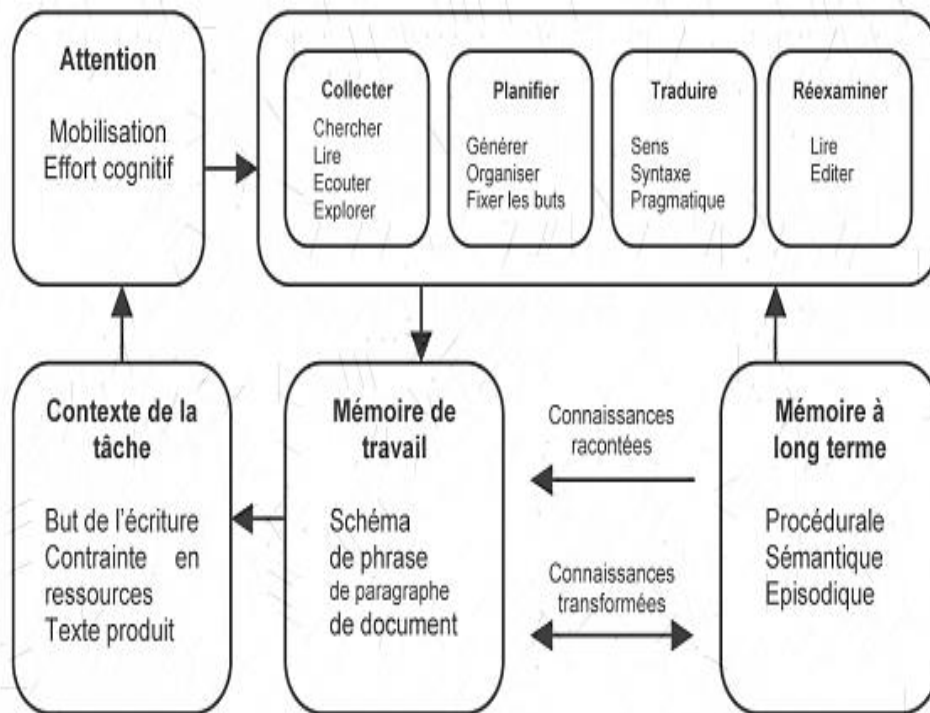 Attention
Mobilisation
Effort cognitif
Collecter
Chercher
Lire
Ecouter
Explorer
Planifier
Générer
Organiser
Fixer les buts
Traduire
Sens
Syntaxe
Pragmatique
Réexaminer
Lire
Editer
Contexte de la
tâche
But de l'écriture
Contrainte en
ressources
Texte produit
Mémoire de
travail
Schéma
de phrase
de paragraphe
de document
Connaissances
racontées
Connaissances
transformées
Mémoire à
long terme
Procédurale
Sémantique
Episodique